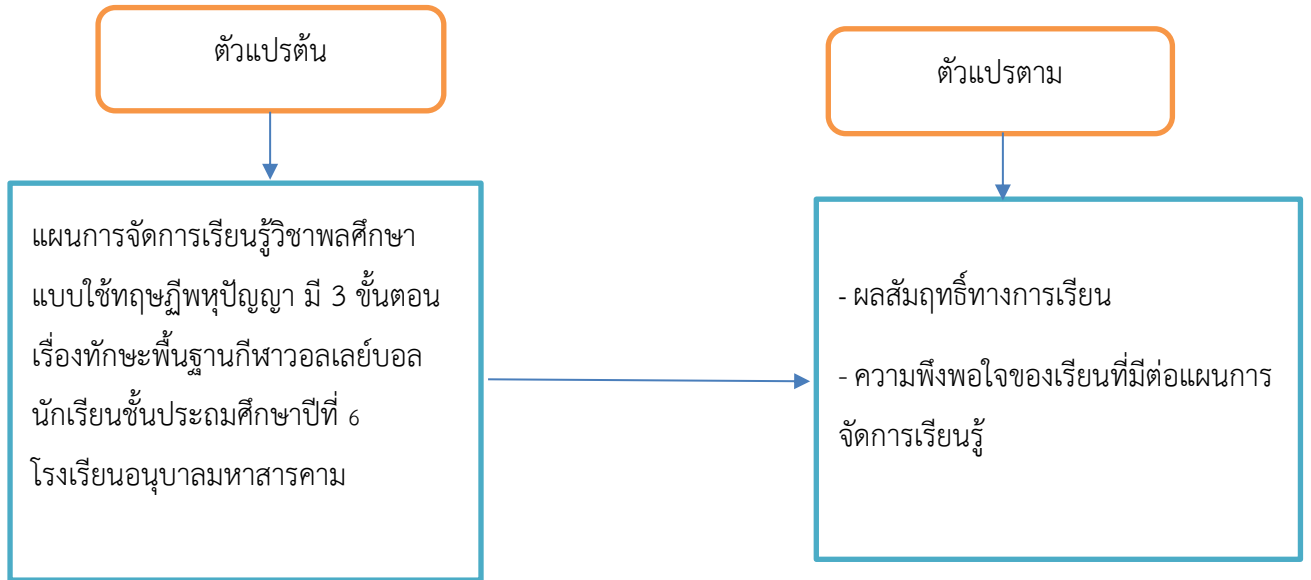 ตัวแปรต้น
ตัวแปรตาม
แผนการจัดการเรียนรู้วิชาพลศึกษา
แบบใช้ทฤษฏีพหุปัญญา มี 3 ขั้นตอน
เรื่องทักษะพื้นฐานกีฬาวอลเลย์บอล
นักเรียนชั้นประถมศึกษาปีที่ 6
โรงเรียนอนุบาลมหาสารคาม
- ผลสัมฤทธิ์ทางการเรียน
- ความพึงพอใจของเรียนที่มีต่อแผนการ
จัดการเรียนรู้